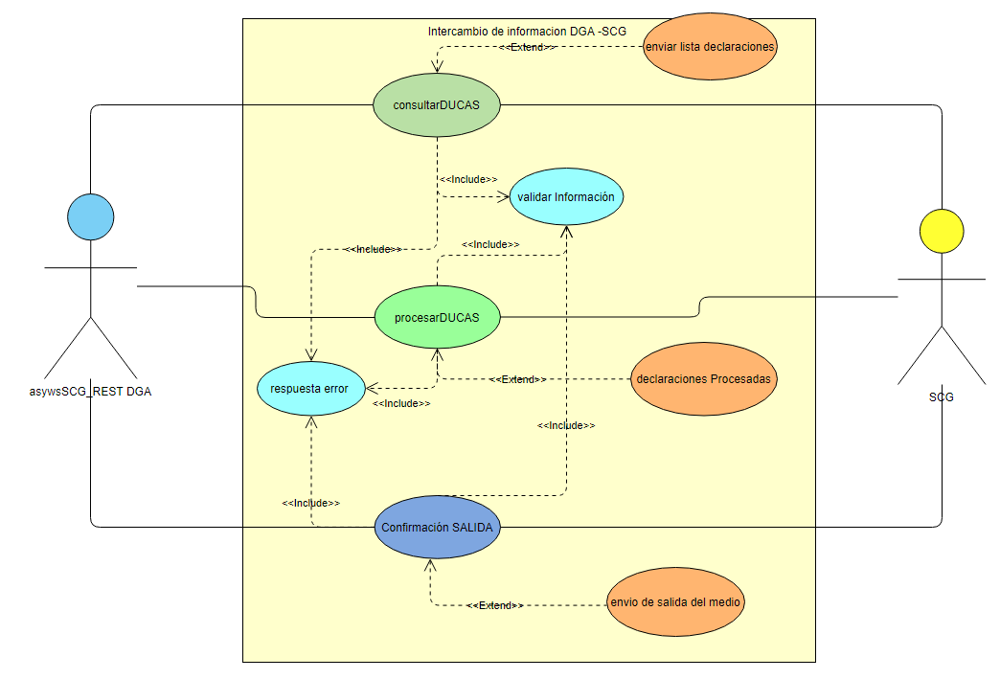 Intercambio de informacion DGA -SCG
<<Extend>>
enviar lista declaraciones
consultarDUCAS
<<Include>>
validar Información
<<Include>>
<<Include>>
procesarDUCAS
declaraciones Procesadas
<<Extend>>
respuesta error
<<Include>>
asywsSCG_REST DGA
SCG
<<Include>>
<<Include>>
Confirmación SALIDA
envio de salida del medio
<<Extend>>